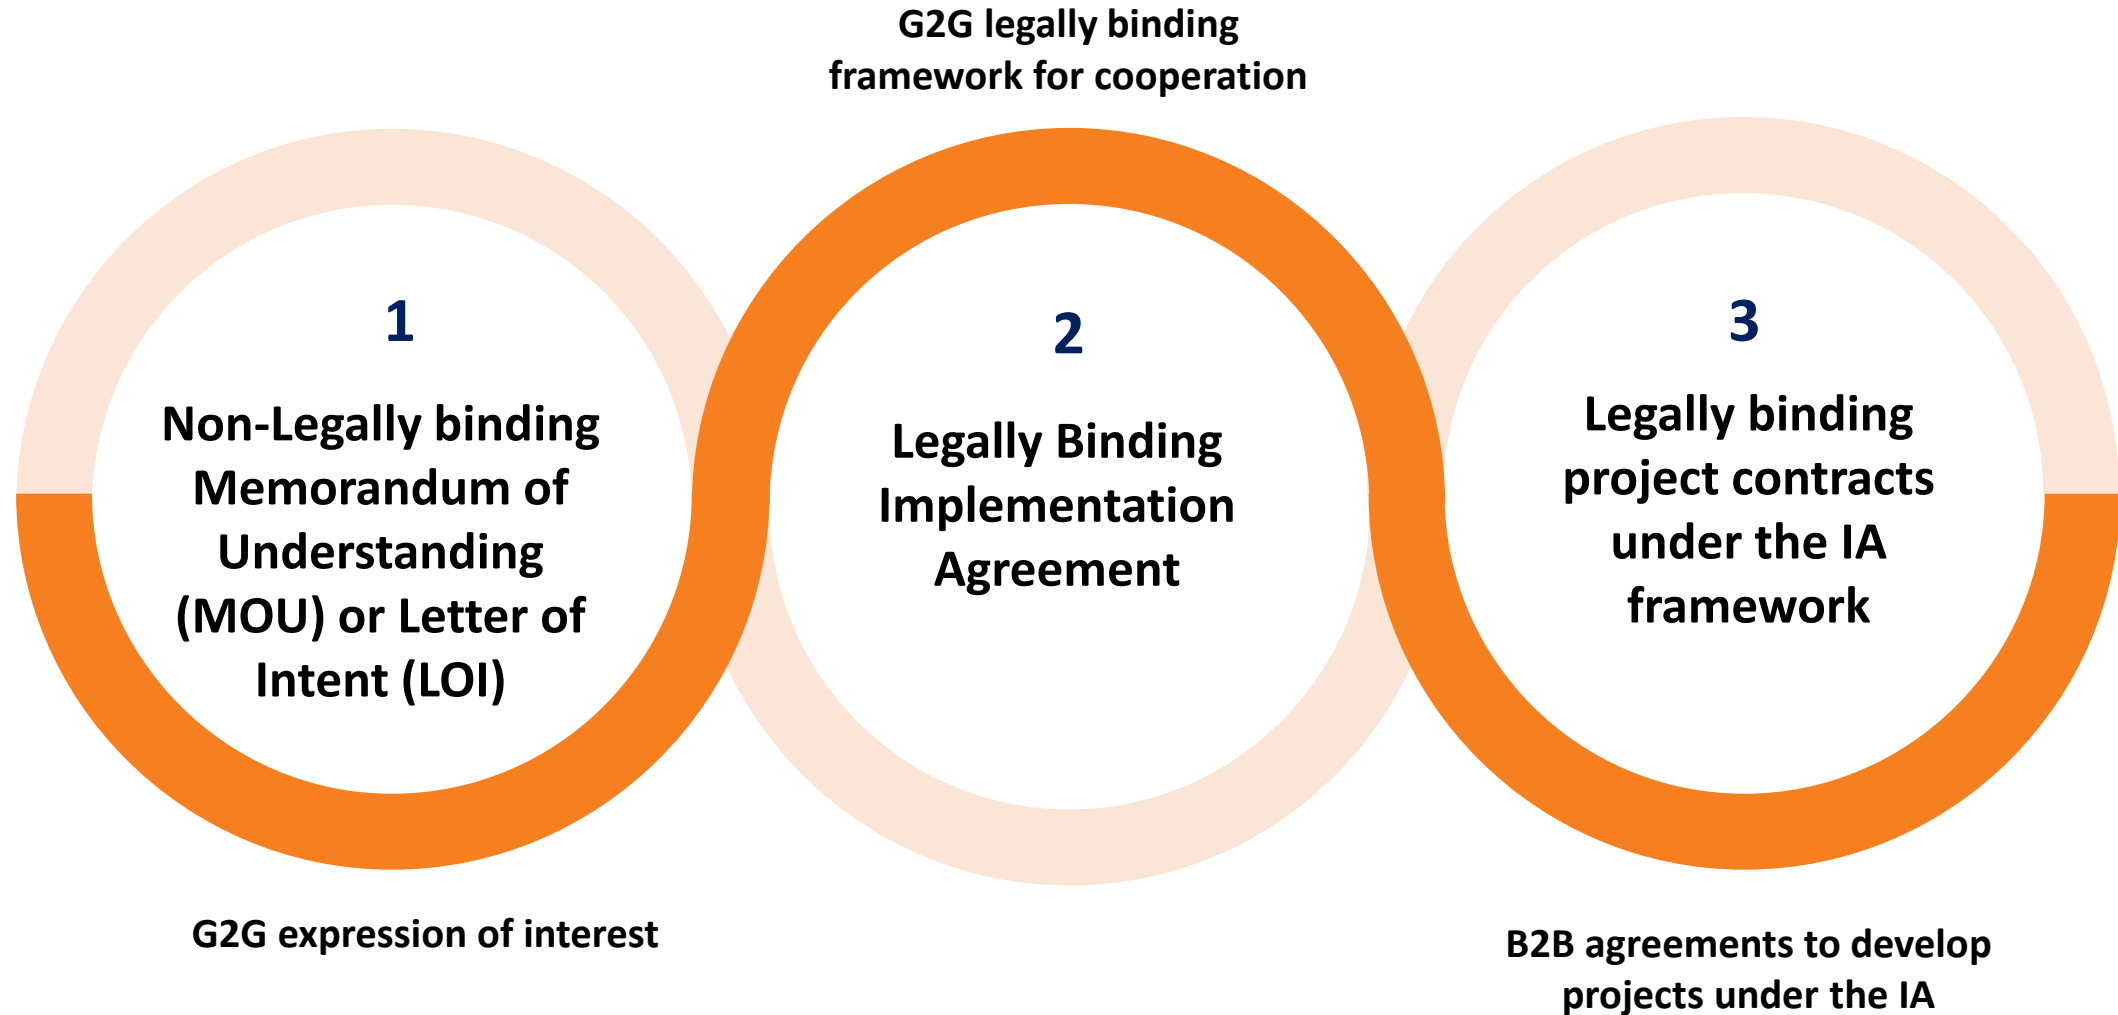 G2G legally binding
framework for cooperation
1
Non-Legally binding
Memorandum of
Understanding
(MOU) or Letter of
Intent (LOI)
G2G expression of interest
2
Legally Binding
Implementation
Agreement
3
Legally binding
project contracts
under the IA
framework
B2B agreements to develop
projects under the IA